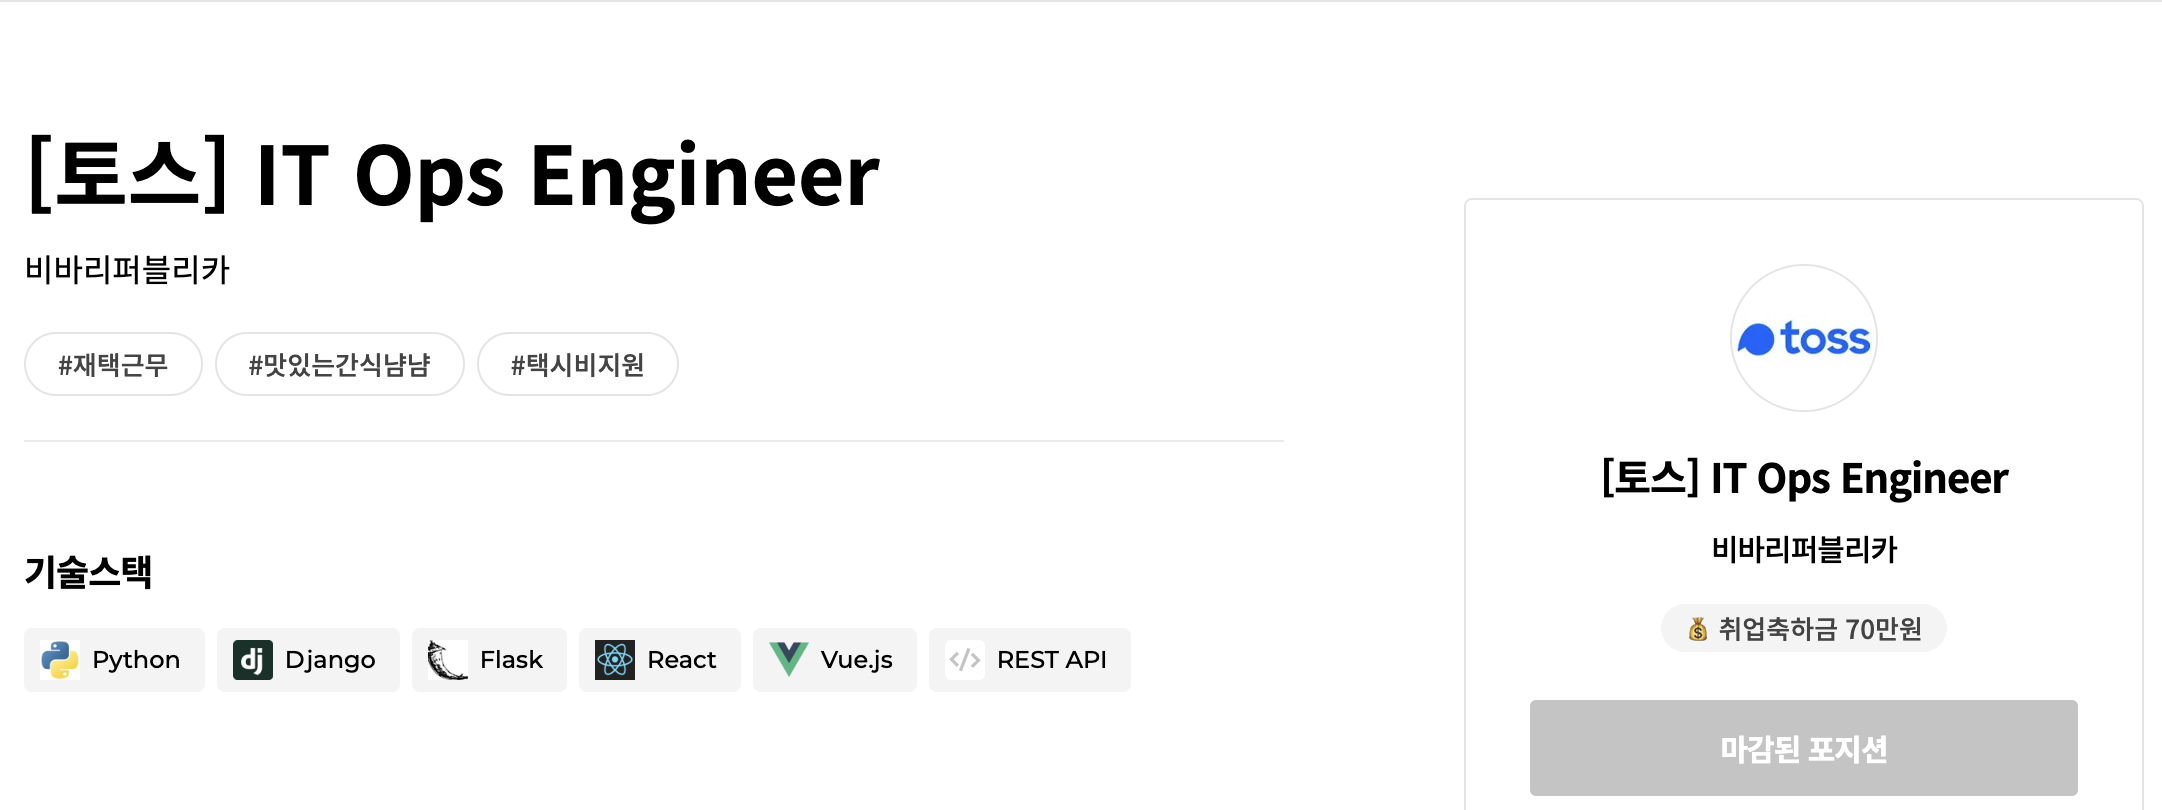 [토스] IT Ops Engineer
비바리퍼블리카
#재택근무 #맛있는간식냠냠 #택시비지원
기술스택
Python dj Django Flask React Vue.js </> REST API
toss
[토스] IT Ops Engineer
비바리퍼블리카
취업축하금 70만원
마감된 포지션